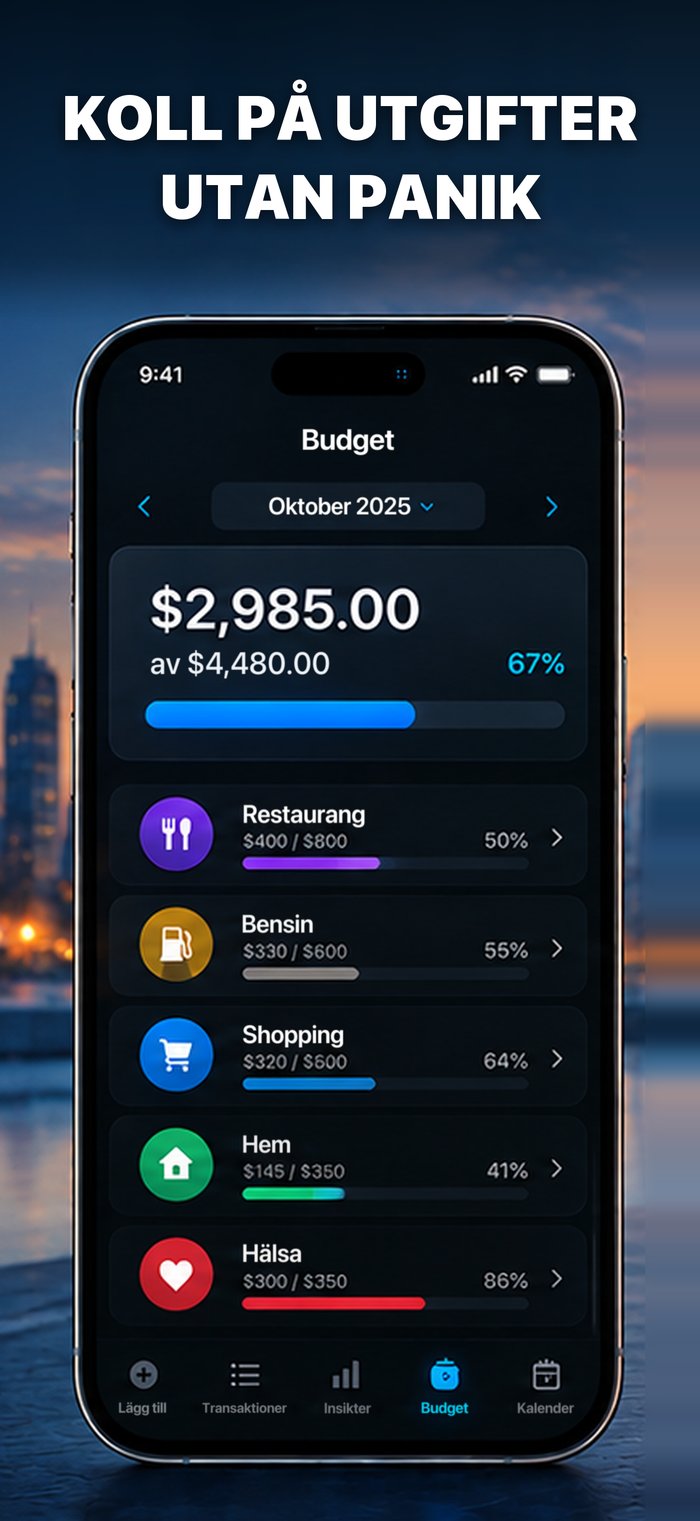 KOLL PÅ UTGIFTER
UTAN PANIK
9:41
Budget
Oktober 2025
$2,985.00
av $4,480.00
67%
Restaurang
$400 / $800
50%
Bensin
$330 / $600
55%
Shopping
$320 / $600
64%
Hem
$145 / $350
41%
Hälsa
$300 / $350
86%
Lägg till
Transaktioner
Insikter
Budget
Kalender